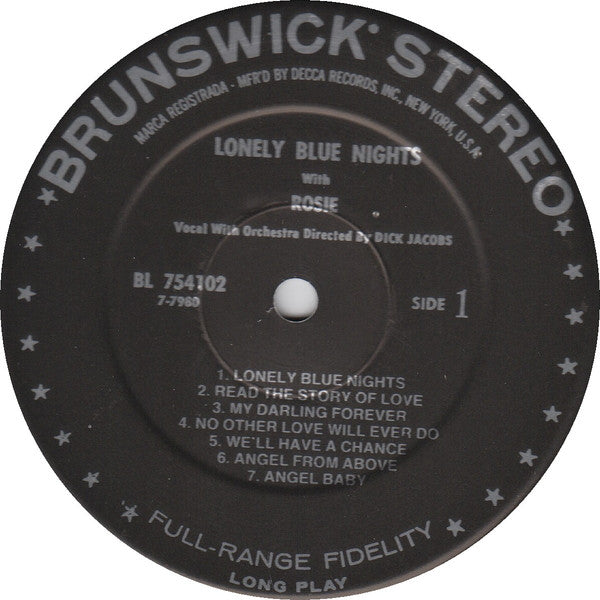 BRUNSWICK® STEREO
MARCA REGISTRADA - MFR'D BY DECCA RECORDS, INC., NEW YORK, U.S.A.
LONELY BLUE NIGHTS
With
ROSIE
Vocal With Orchestra Directed By DICK JACOBS
BL 754102
7-7980
SIDE 1
1. LONELY BLUE NIGHTS
2. READ THE STORY OF LOVE
3. MY DARLING FOREVER
4. NO OTHER LOVE WILL EVER DO
5. WE'LL HAVE A CHANCE
6. ANGEL FROM ABOVE
7. ANGEL BABY
FULL-RANGE FIDELITY
LONG PLAY